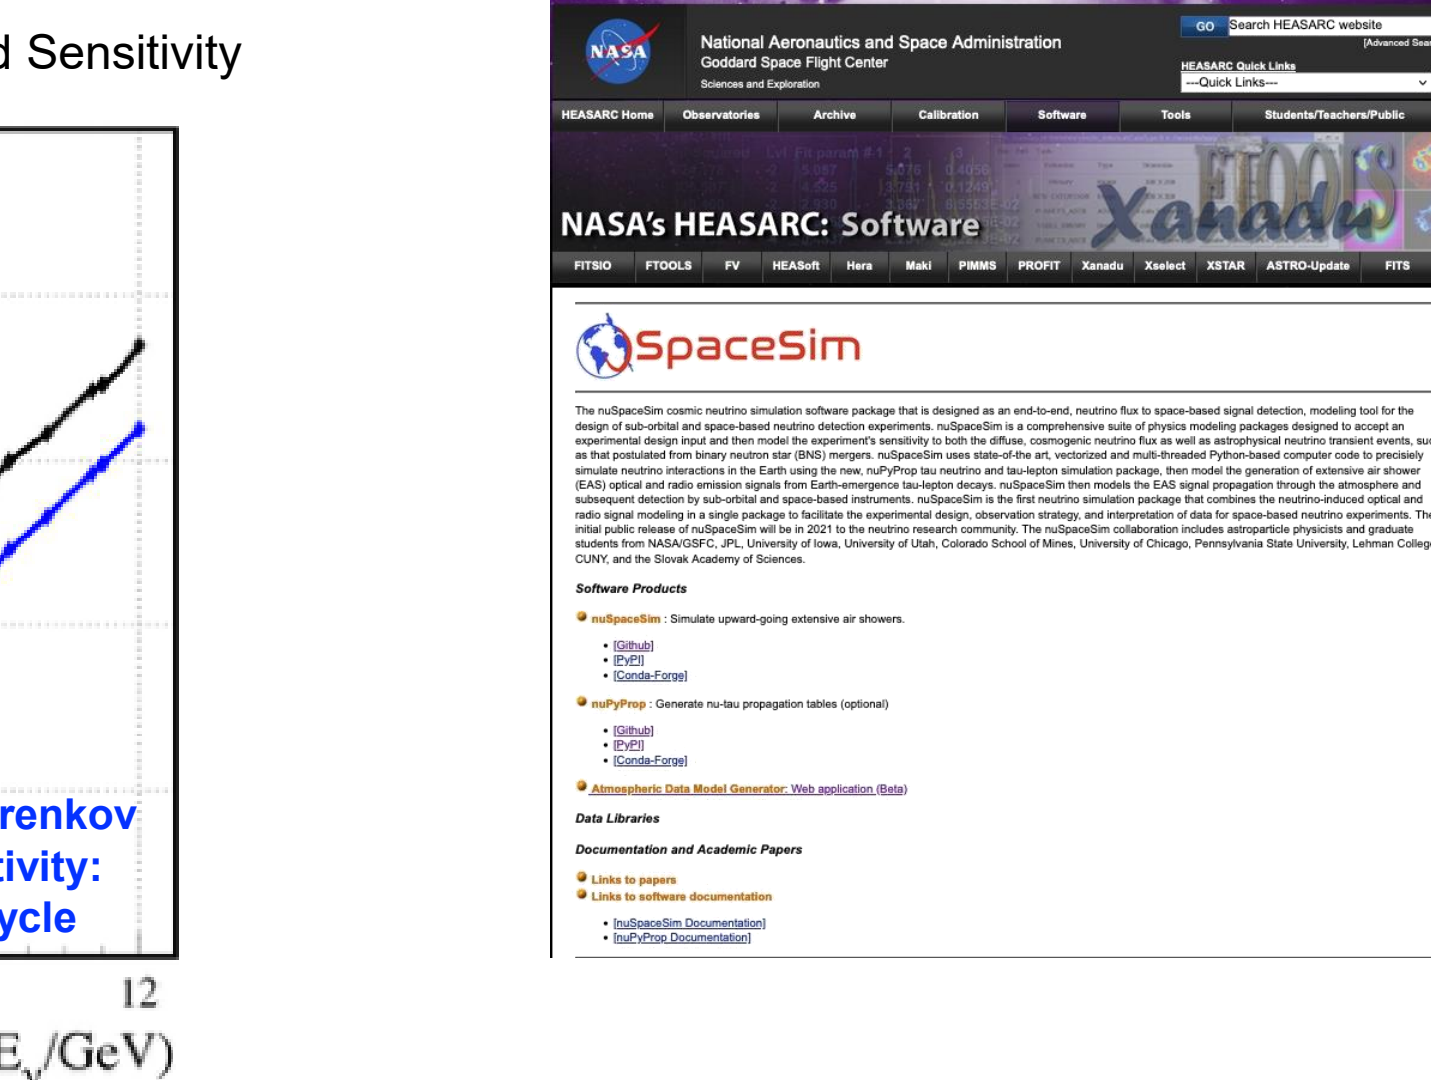 d Sensitivity
renkov
tivity:
ycle
12
E_ν/GeV)
NASA
National Aeronautics and Space Administration
Goddard Space Flight Center
Sciences and Exploration
GO Search HEASARC website
[Advanced Sear
HEASARC Quick Links
---Quick Links---
HEASARC Home Observatories Archive Calibration Software Tools Students/Teachers/Public
FTOOLS
Xanadu
NASA's HEASARC: Software
FITSIO FTOOLS FV HEASoft Hera Maki PIMMS PROFIT Xanadu Xselect XSTAR ASTRO-Update FITS
SpaceSim
The nuSpaceSim cosmic neutrino simulation software package that is designed as an end-to-end, neutrino flux to space-based signal detection, modeling tool for the
design of sub-orbital and space-based neutrino detection experiments. nuSpaceSim is a comprehensive suite of physics modeling packages designed to accept an
experimental design input and then model the experiment's sensitivity to both the diffuse, cosmogenic neutrino flux as well as astrophysical neutrino transient events, suc
as that postulated from binary neutron star (BNS) mergers. nuSpaceSim uses state-of-the art, vectorized and multi-threaded Python-based computer code to precisiely
simulate neutrino interactions in the Earth using the new, nuPyProp tau neutrino and tau-lepton simulation package, then model the generation of extensive air shower
(EAS) optical and radio emission signals from Earth-emergence tau-lepton decays. nuSpaceSim then models the EAS signal propagation through the atmosphere and
subsequent detection by sub-orbital and space-based instruments. nuSpaceSim is the first neutrino simulation package that combines the neutrino-induced optical and
radio signal modeling in a single package to facilitate the experimental design, observation strategy, and interpretation of data for space-based neutrino experiments. The
initial public release of nuSpaceSim will be in 2021 to the neutrino research community. The nuSpaceSim collaboration includes astroparticle physicists and graduate
students from NASA/GSFC, JPL, University of Iowa, University of Utah, Colorado School of Mines, University of Chicago, Pennsylvania State University, Lehman Colleg
CUNY, and the Slovak Academy of Sciences.
Software Products
nuSpaceSim : Simulate upward-going extensive air showers.
• [Github]
• [PyPI]
• [Conda-Forge]
nuPyProp : Generate nu-tau propagation tables (optional)
• [Github]
• [PyPI]
• [Conda-Forge]
Atmospheric Data Model Generator: Web application (Beta)
Data Libraries
Documentation and Academic Papers
Links to papers
Links to software documentation
• [nuSpaceSim Documentation]
• [nuPyProp Documentation]